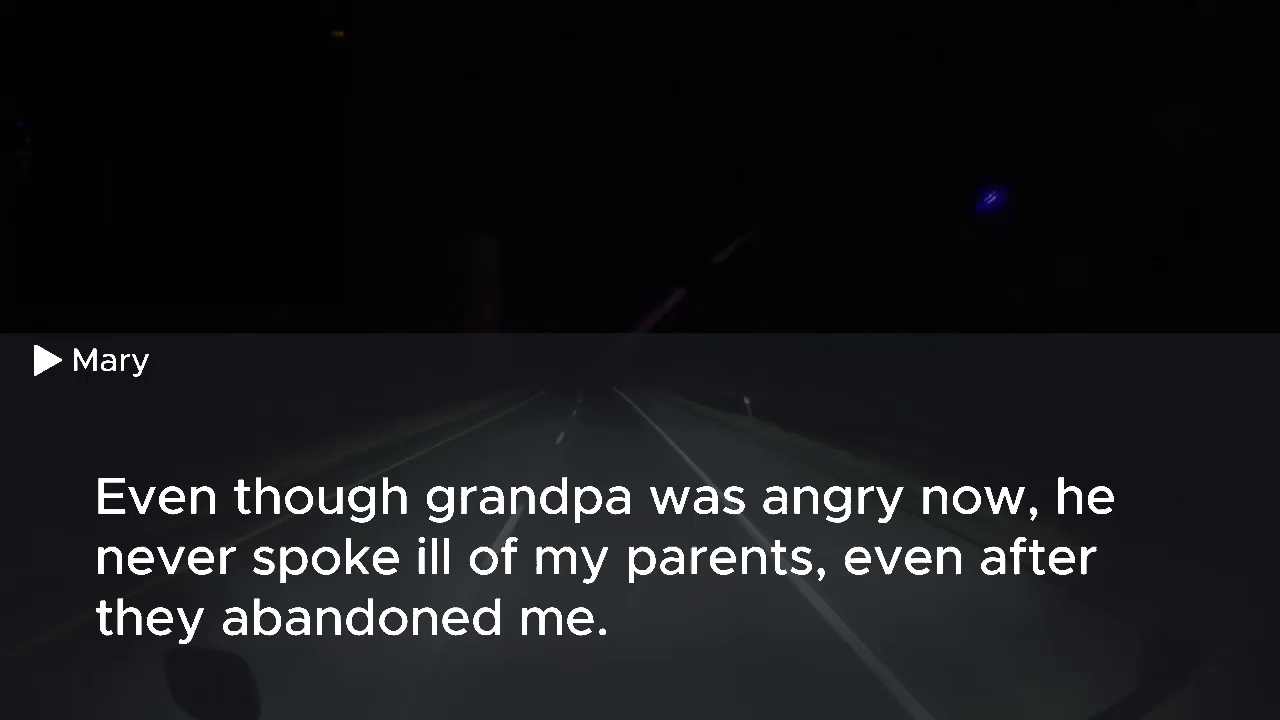 Mary
Even though grandpa was angry now, he
never spoke ill of my parents, even after
they abandoned me.